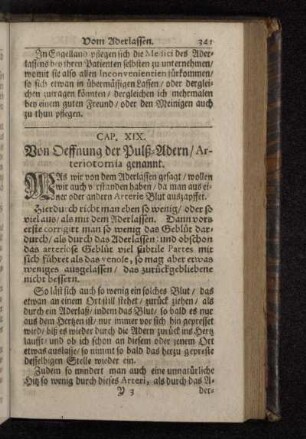 Vom Aderlassen. 341
In Engelland pflegen sich die Medici des Ader-
lassens bey ihren Patienten selbsten zu unternehmen/
womit sie also allen Inconvenientien fürkommen/
so sich etwan in übermässigen Lassen/ oder derglei-
chen zutragen könnten/ dergleichen ich mehrmalen
bey einem guten Freund/ oder den Meinigen auch
zu thun pflegen.
CAP. XIX.
Von Oeffnung der Pulß-Adern/ Ar-
teriotomia genannt.
WAs wir von dem Aderlassen gesagt/ wollen
wir auch verstanden haben/ da man aus ei-
ner oder andern Arterie Blut auszapffet.
Hierdurch richt man eben so wenig/ oder so
viel aus/ als mit dem Aderlassen. Dann vors
erste corrigirt man so wenig das Geblüt dar-
durch/ als durch das Aderlassen/ und obschon
das arteriose Geblüt viel subtile Partes mit
sich führet als das venose, so mag aber etwas
weniges ausgelassen/ das zurückgebliebene
nicht bessern.
So läst sich auch so wenig ein solches Blut/ das
etwan an einem Ort still stehet/ zurück ziehen/ als
durch ein Aderlaß/ indem das Blut/ so bald es nur
aus dem Hertzen ist/ nur immer vor sich hin gepresset
wird/ biß es wieder durch die Adern zurück ins Hertz
laufft/ und ob ich schon an diesem oder jenem Ort
etwas auslasse/ so nimmt so bald das herzu gepreste
desselbigen Stelle wieder ein.
Zudem so mindert man auch eine unnatürliche
Hitz so wenig durch dieses Arteri, als durch das A-
Y 3 der-